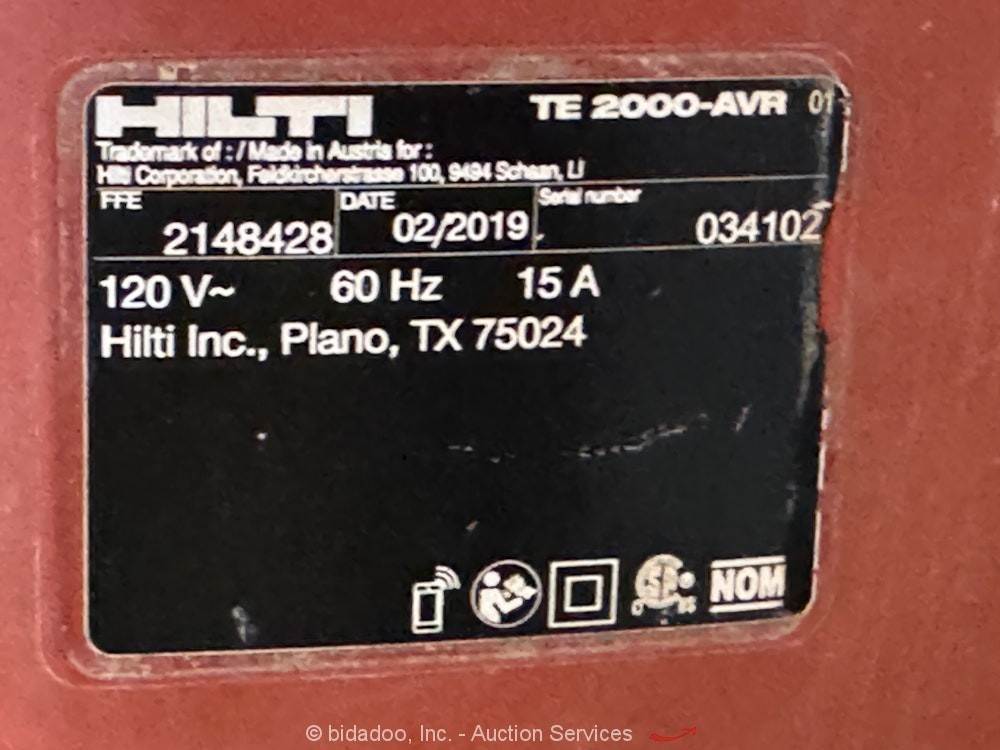 HILTI TE 2000-AVR 01
Trademark of : / Made in Austria for :
Hilti Corporation, Feldkircherstrasse 100, 9494 Schaan, LI
FFE DATE Serial number
2148428 02/2019 034102
120 V~ 60 Hz 15 A
Hilti Inc., Plano, TX 75024
NOM
© bidadoo, Inc. - Auction Services